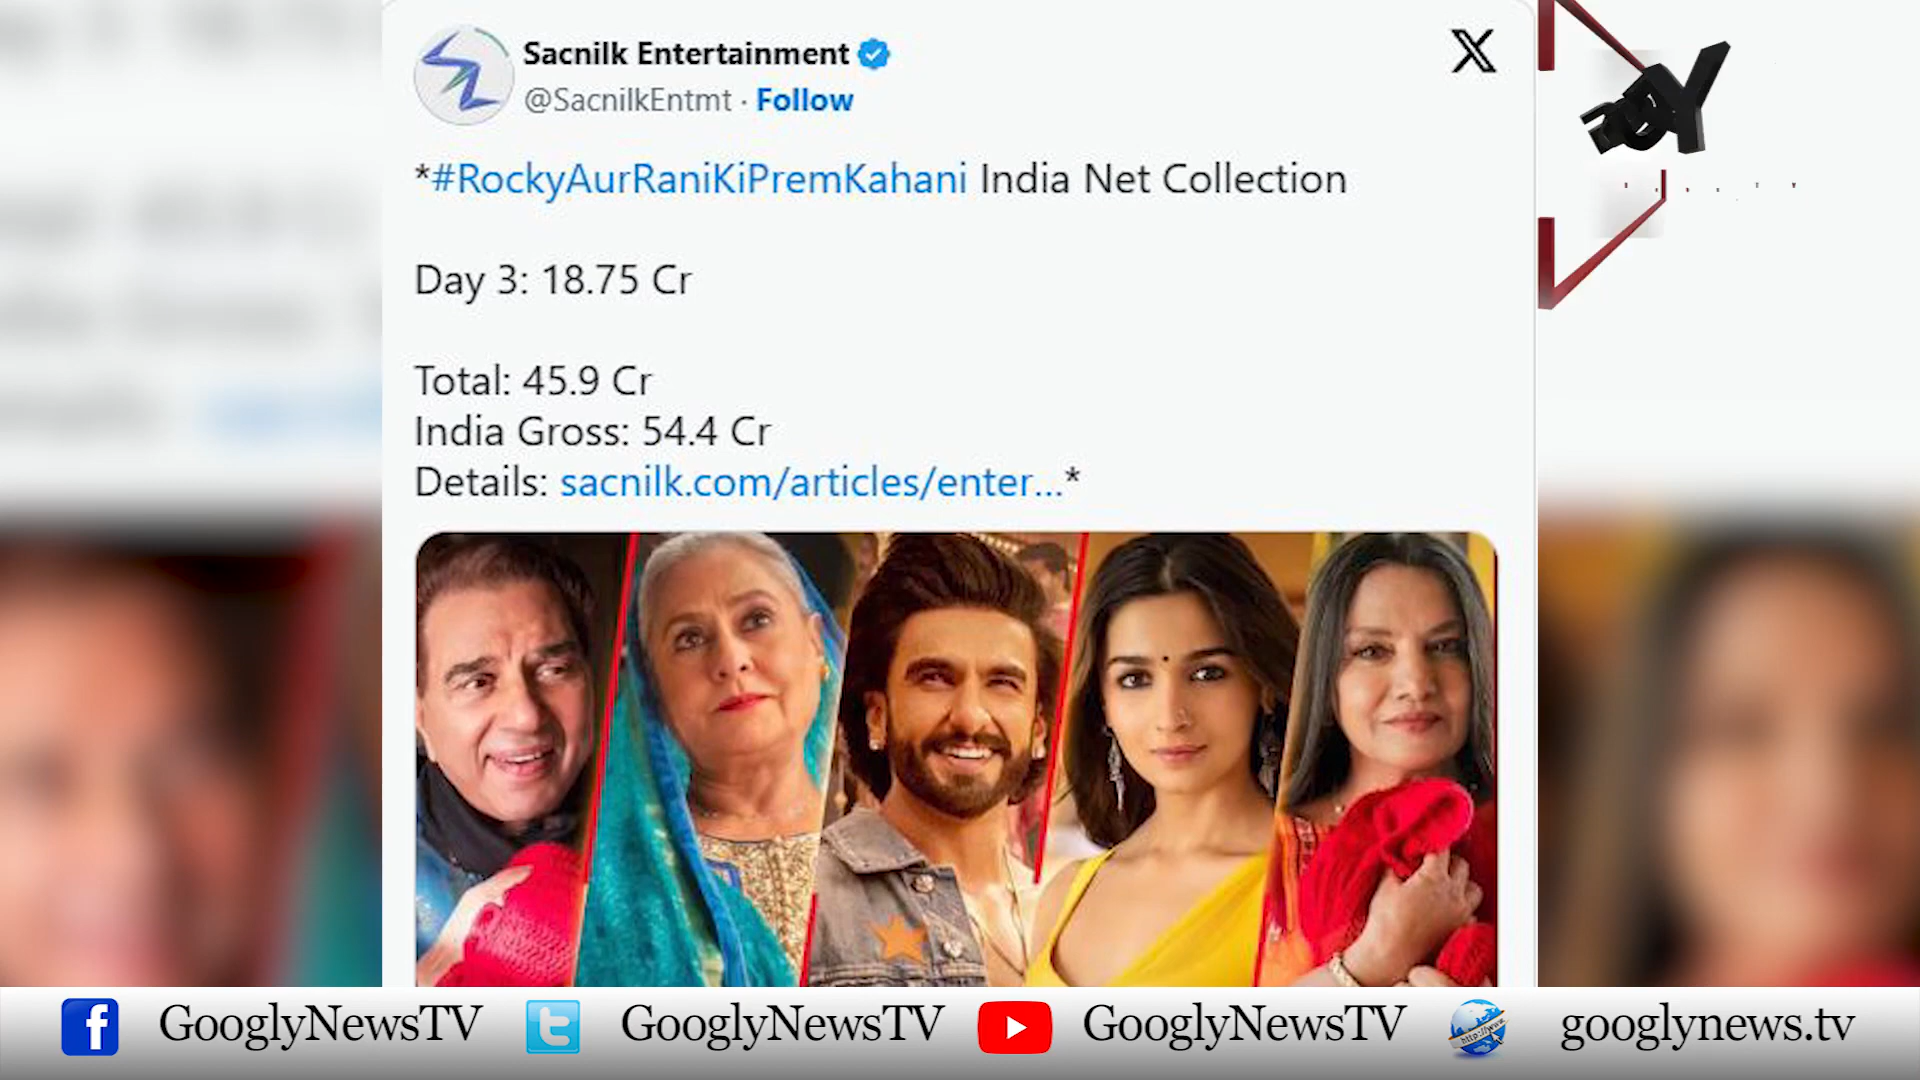 Sacnilk Entertainment
@SacnilkEntmt · Follow
*#RockyAurRaniKiPremKahani India Net Collection
Day 3: 18.75 Cr
Total: 45.9 Cr
India Gross: 54.4 Cr
Details: sacnilk.com/articles/enter...*
GooglyNewsTV
GooglyNewsTV
GooglyNewsTV
googlynews.tv